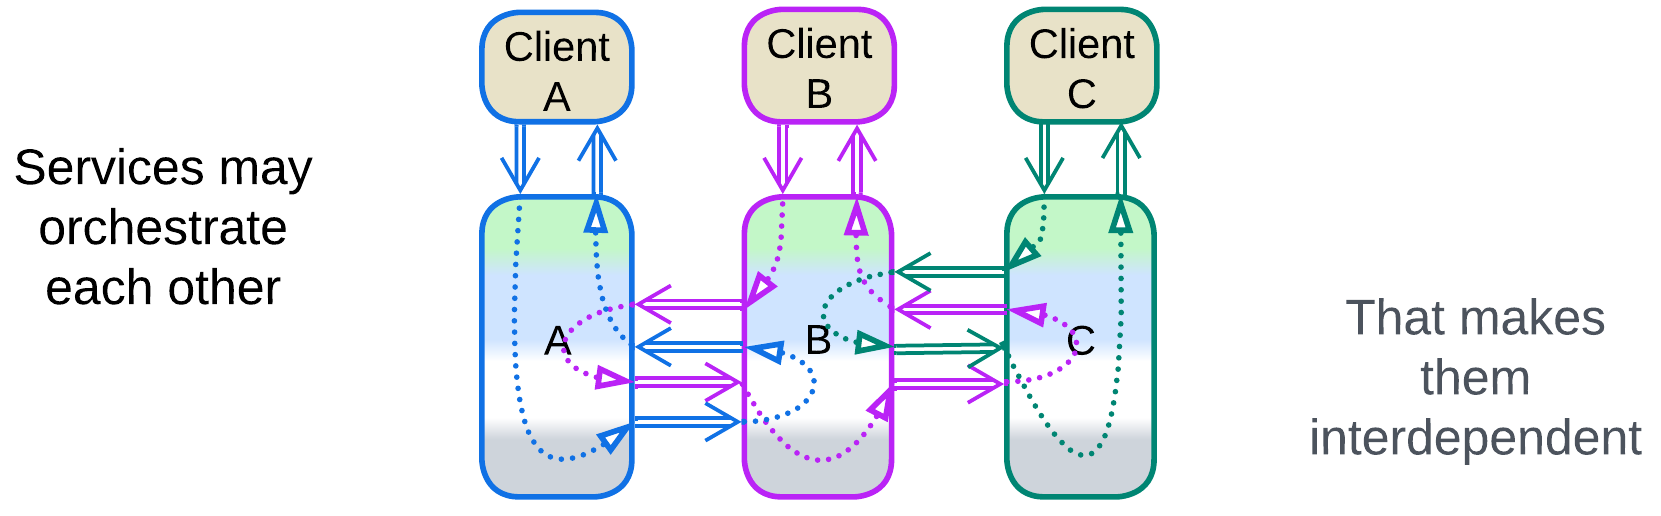 Client
A
Client
B
Client
C
Services may
orchestrate
each other
A
B
C
That makes
them
interdependent